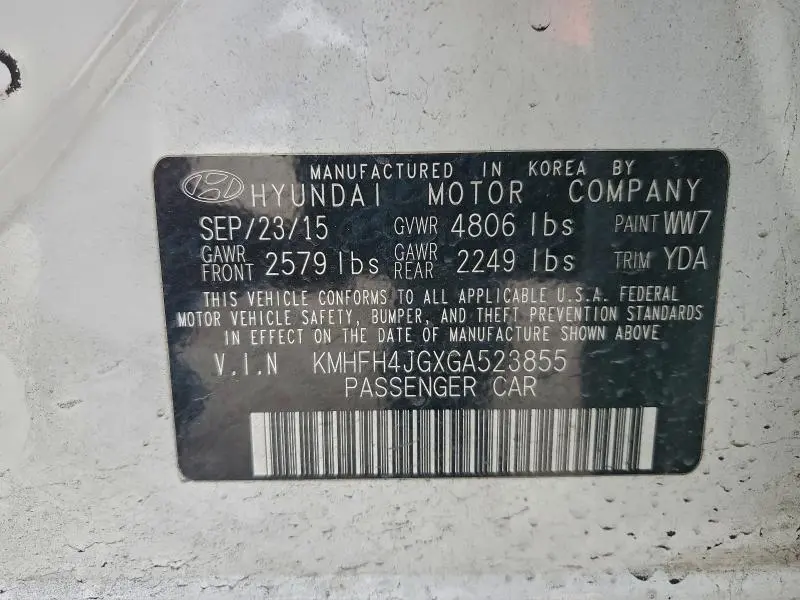 MANUFACTURED IN KOREA BY
HYUNDAI MOTOR COMPANY
SEP/23/15 GVWR 4806 lbs PAINT WW7
GAWR FRONT 2579 lbs GAWR REAR 2249 lbs TRIM YDA
THIS VEHICLE CONFORMS TO ALL APPLICABLE U.S.A. FEDERAL
MOTOR VEHICLE SAFETY, BUMPER, AND THEFT PREVENTION STANDARDS
IN EFFECT ON THE DATE OF MANUFACTURE SHOWN ABOVE
V.I.N KMHFH4JGXGA523855
PASSENGER CAR